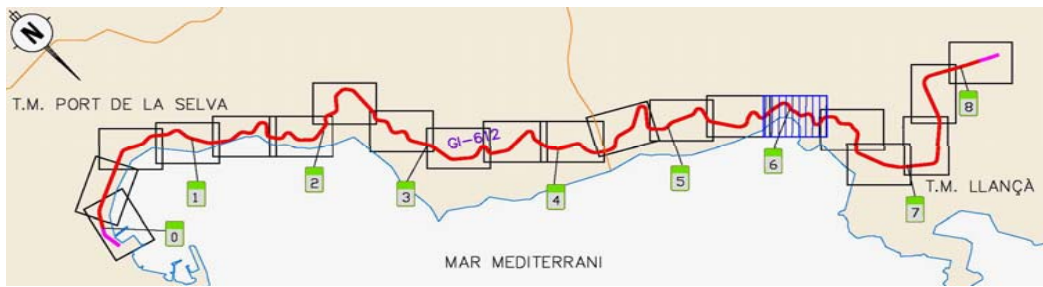 N
T.M. PORT DE LA SELVA
8
GI-612
1
2
3
4
5
6
T.M. LLANÇÀ
7
0
MAR MEDITERRANI